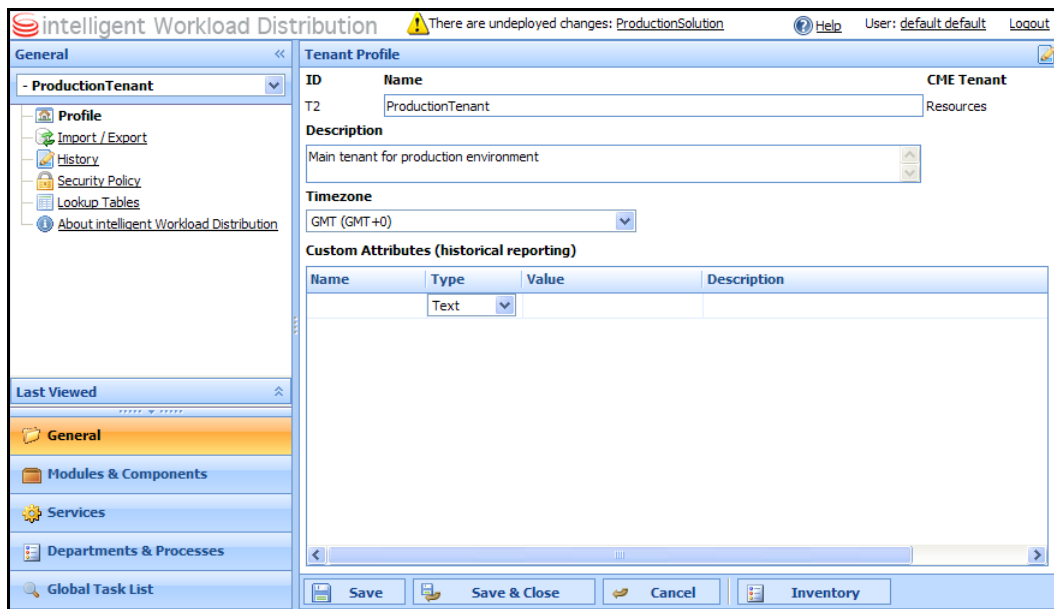 intelligent Workload Distribution There are undeployed changes: ProductionSolution Help User: default default Logout
General
- ProductionTenant
Profile
Import / Export
History
Security Policy
Lookup Tables
About intelligent Workload Distribution
Last Viewed
General
Modules & Components
Services
Departments & Processes
Global Task List
Tenant Profile
ID Name CME Tenant
T2 ProductionTenant Resources
Description
Main tenant for production environment
Timezone
GMT (GMT+0)
Custom Attributes (historical reporting)
Name Type Value Description
Text
Save Save & Close Cancel Inventory